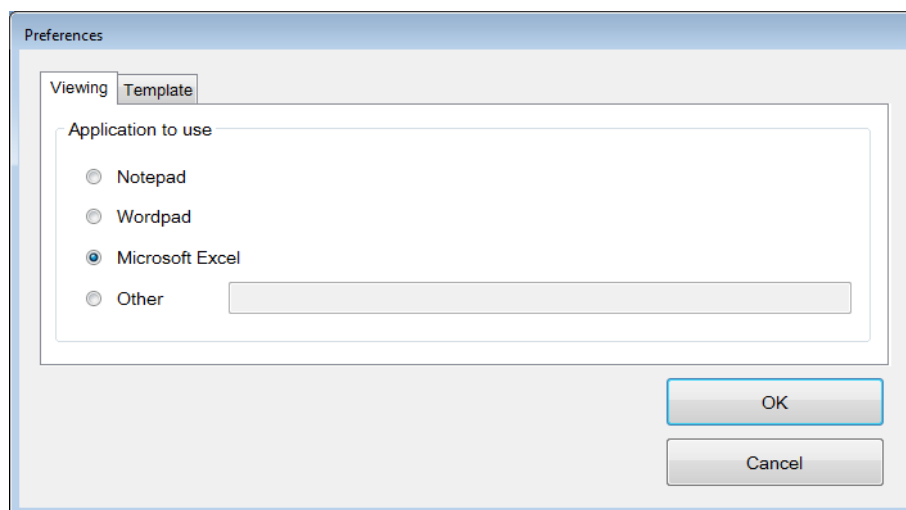 Preferences
Viewing Template
Application to use
Notepad
Wordpad
Microsoft Excel
Other
OK
Cancel